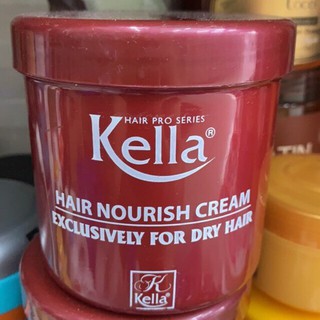 HAIR PRO SERIES
Kella®
HAIR NOURISH CREAM
EXCLUSIVELY FOR DRY HAIR
K
Kella®